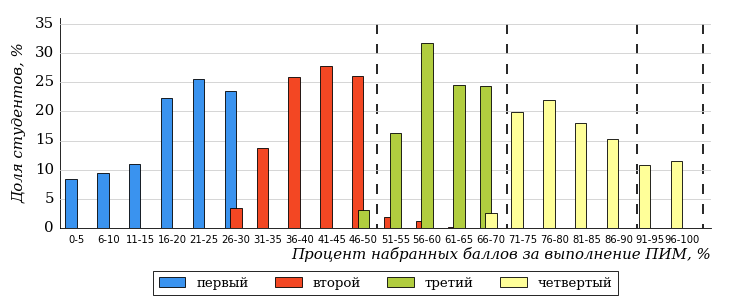 35
30
25
20
15
10
5
0
Доля студентов, %
0-5 6-10 11-15 16-20 21-25 26-30 31-35 36-40 41-45 46-50 51-55 56-60 61-65 66-70 71-75 76-80 81-85 86-90 91-95 96-100
Процент набранных баллов за выполнение ПИМ, %
первый второй третий четвертый